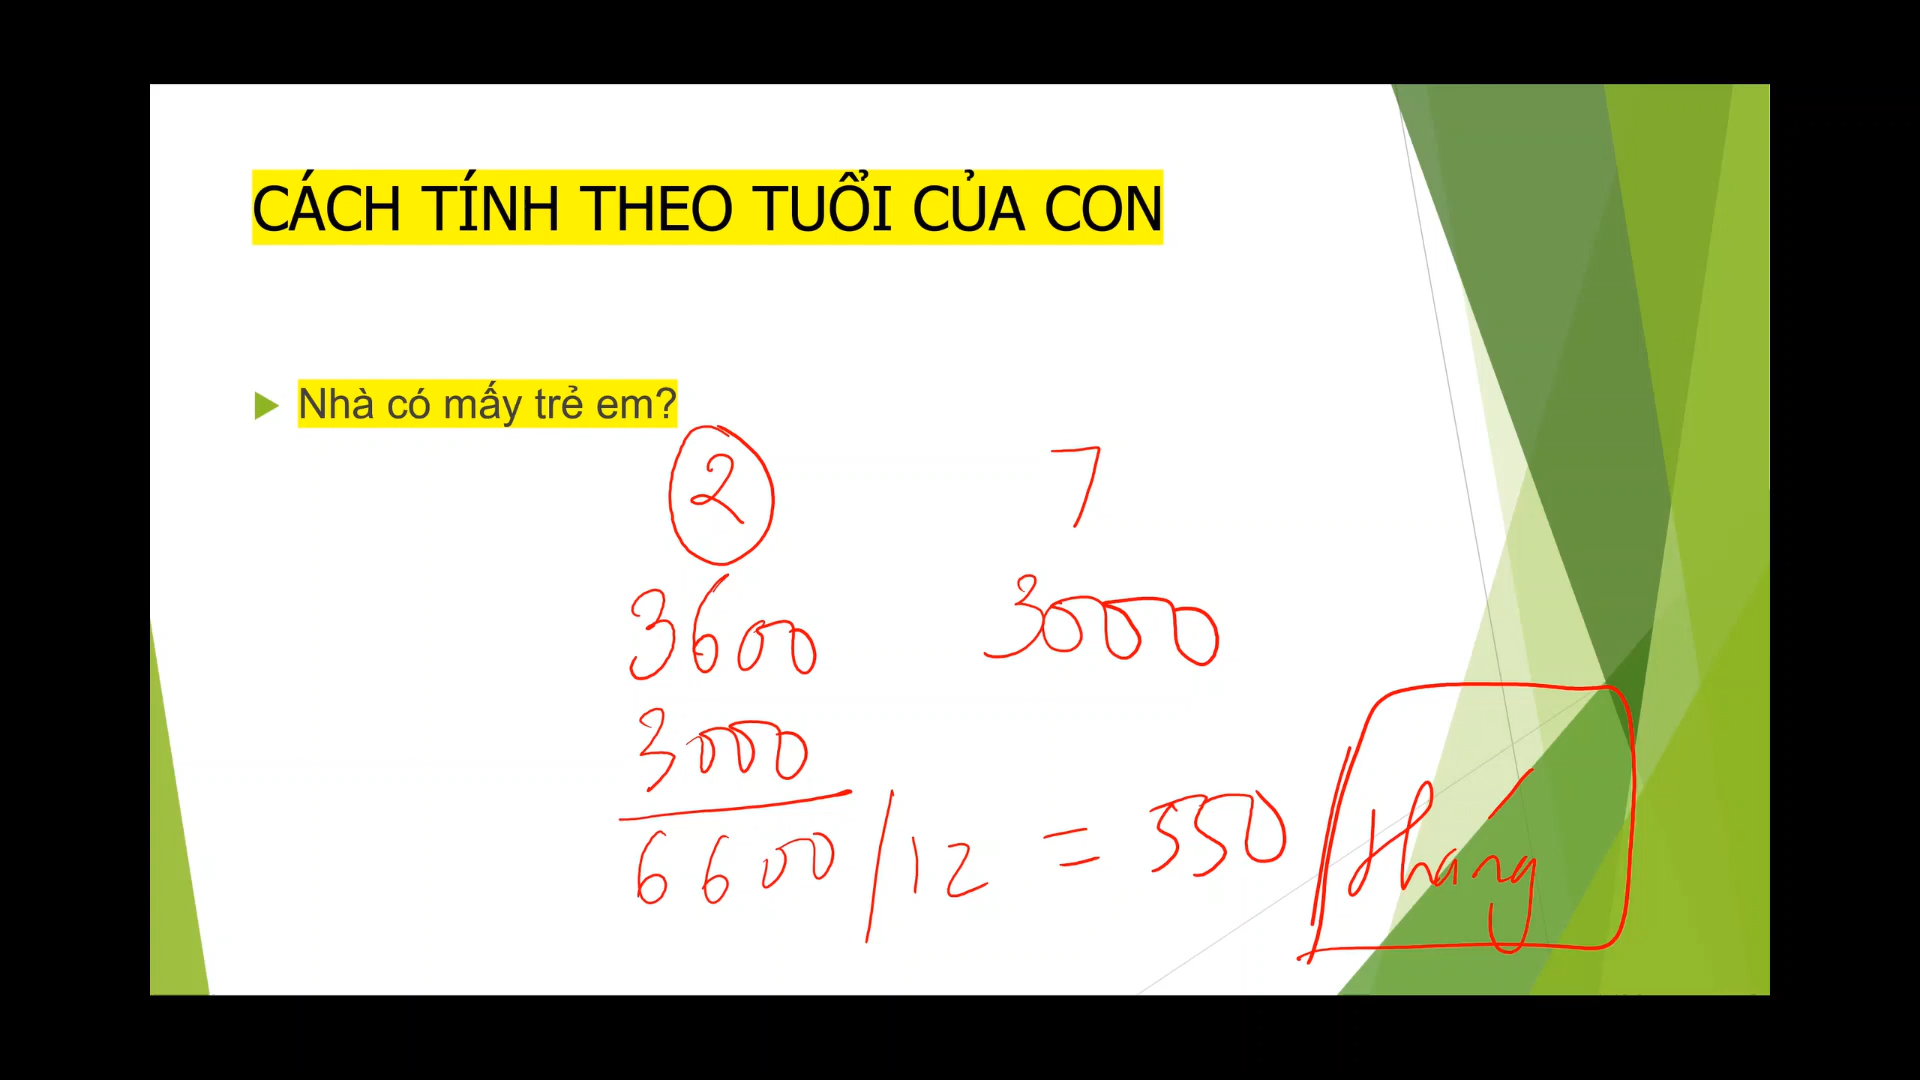 CÁCH TÍNH THEO TUỔI CỦA CON
Nhà có mấy trẻ em?
2 7
3600 3000
3000
6600 / 12 = 550 tháng